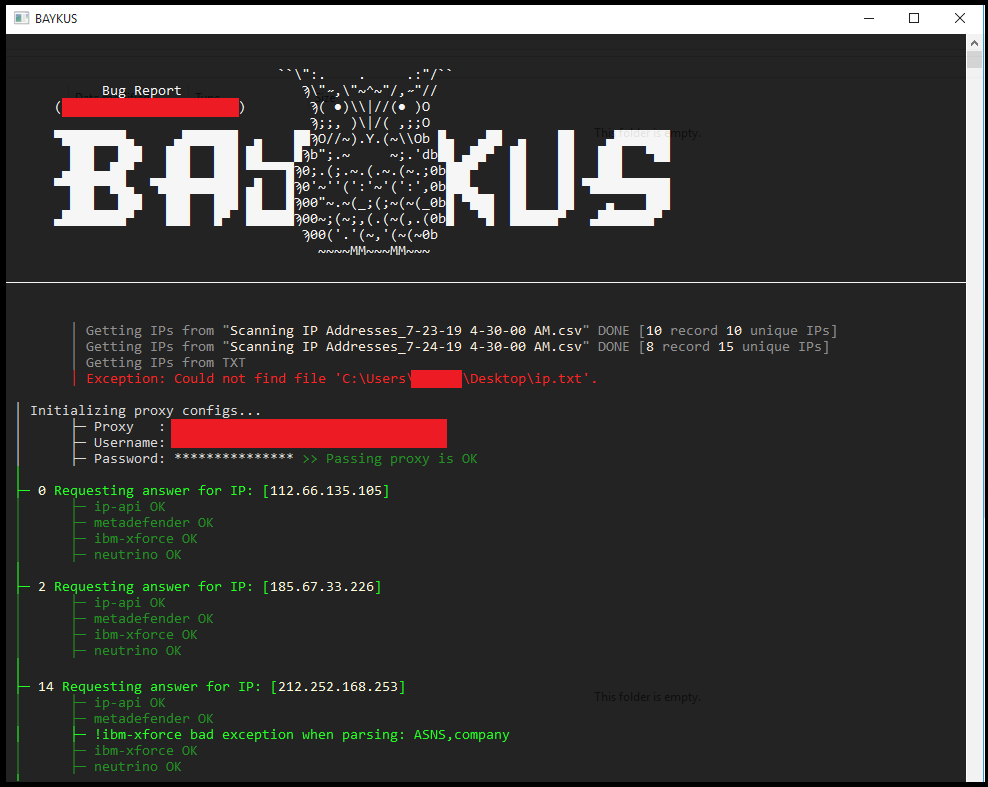 BAYKUS
Bug Report
( )
BAYKUS
Getting IPs from "Scanning IP Addresses_7-23-19 4-30-00 AM.csv" DONE [10 record 10 unique IPs]
Getting IPs from "Scanning IP Addresses_7-24-19 4-30-00 AM.csv" DONE [8 record 15 unique IPs]
Getting IPs from TXT
Exception: Could not find file 'C:\Users\ \Desktop\ip.txt'.
Initializing proxy configs...
Proxy :
Username:
Password: *************** >> Passing proxy is OK
0 Requesting answer for IP: [112.66.135.105]
ip-api OK
metadefender OK
ibm-xforce OK
neutrino OK
2 Requesting answer for IP: [185.67.33.226]
ip-api OK
metadefender OK
ibm-xforce OK
neutrino OK
14 Requesting answer for IP: [212.252.168.253]
This folder is empty.
ip-api OK
metadefender OK
!ibm-xforce bad exception when parsing: ASNS,company
ibm-xforce OK
neutrino OK
This folder is empty.